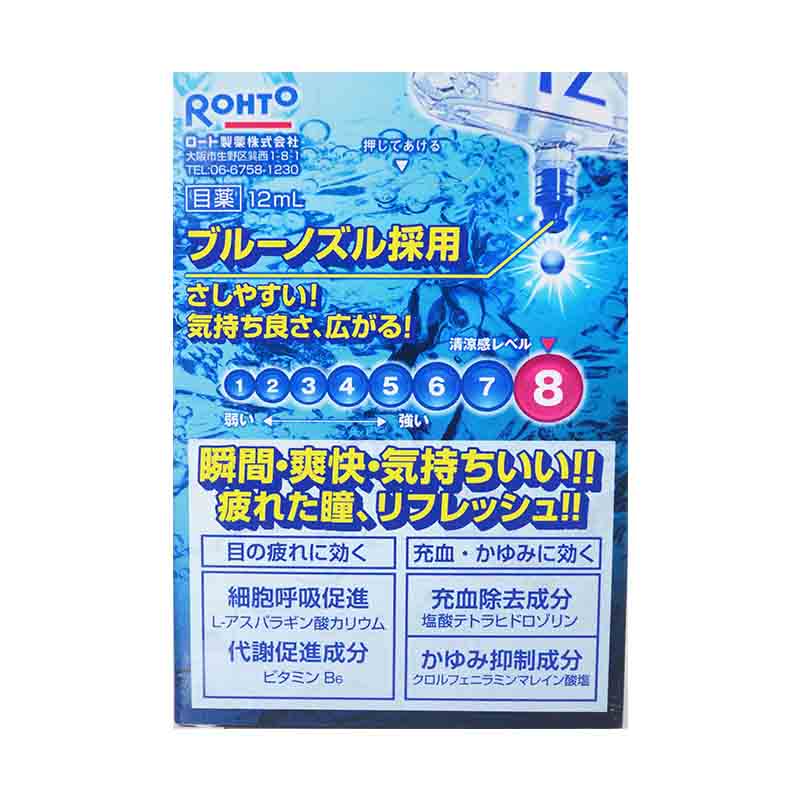 ROHTO
ロート製薬株式会社
大阪市生野区巽西1-8-1
TEL:06-6758-1230
目薬 12mL
押してあける
12
ブルーノズル採用
さしやすい!
気持ち良さ、広がる!
清涼感レベル
1 2 3 4 5 6 7 8
弱い 強い
瞬間・爽快・気持ちいい!!
疲れた瞳、リフレッシュ!!
目の疲れに効く
細胞呼吸促進
L-アスパラギン酸カリウム
代謝促進成分
ビタミン B6
充血・かゆみに効く
充血除去成分
塩酸テトラヒドロゾリン
かゆみ抑制成分
クロルフェニラミンマレイン酸塩